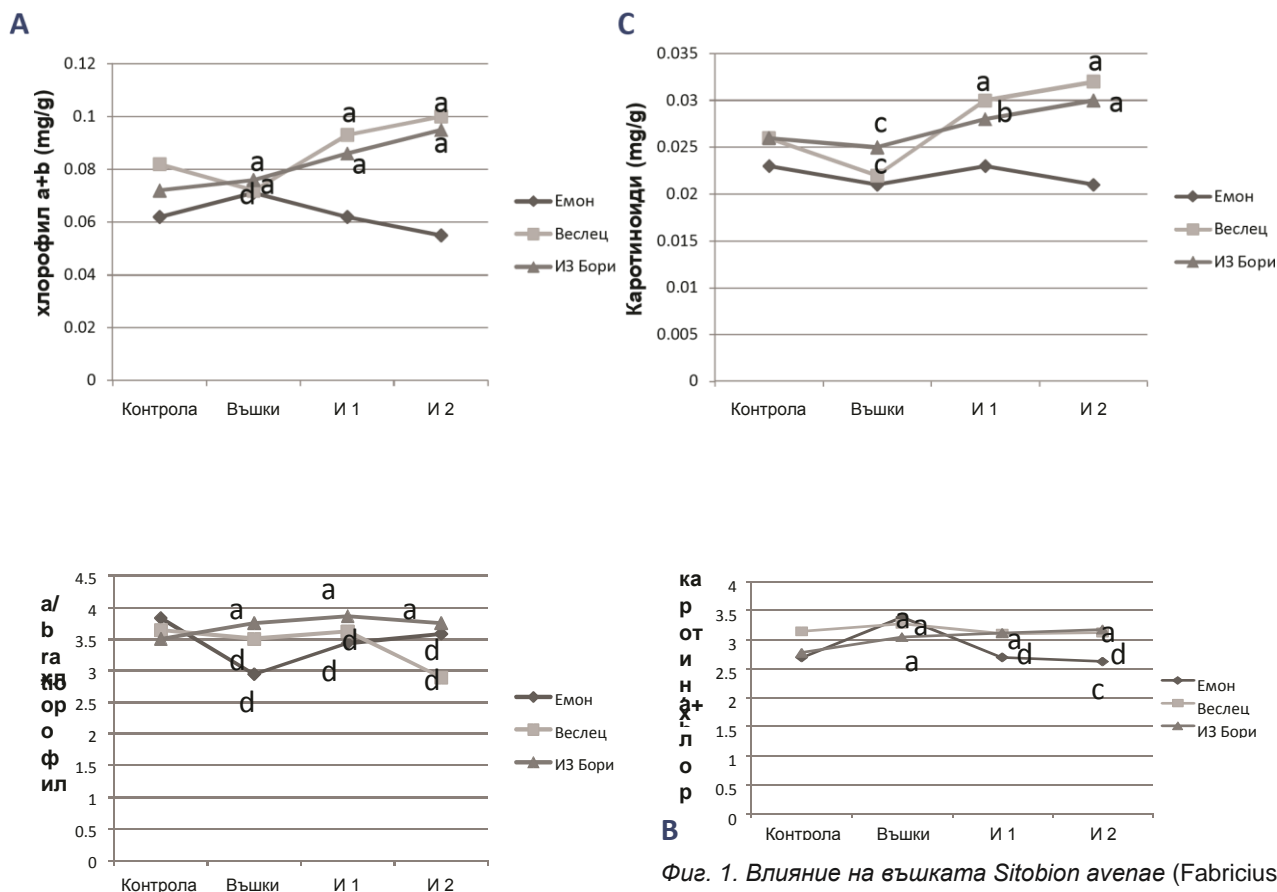 A
хлорофил a+b (mg/g)
0.12
0.1
0.08
0.06
0.04
0.02
0
a
a
a
a
a
a
d
Контрола Въшки И 1 И 2
Емон
Веслец
ИЗ Бори
C
Каротиноиди (mg/g)
0.035
0.03
0.025
0.02
0.015
0.01
0.005
0
c
c
a
b
a
a
Контрола Въшки И 1 И 2
Емон
Веслец
ИЗ Бори
a/
b
оро
ф
ил
4.5
4
3.5
3
2.5
2
1.5
1
0.5
0
a
a
a
d
d
d
d
d
d
Контрола Въшки И 1 И 2
Емон
Веслец
ИЗ Бори
ка
р
от
и
н
a+
л
о
р
4
3.5
3
2.5
2
1.5
1
0.5
0
a
a
a
a
d
a
d
c
Контрола Въшки И 1 И 2
Емон
Веслец
ИЗ Бори
B
Фиг. 1. Влияние на въшката Sitobion avenae (Fabricius